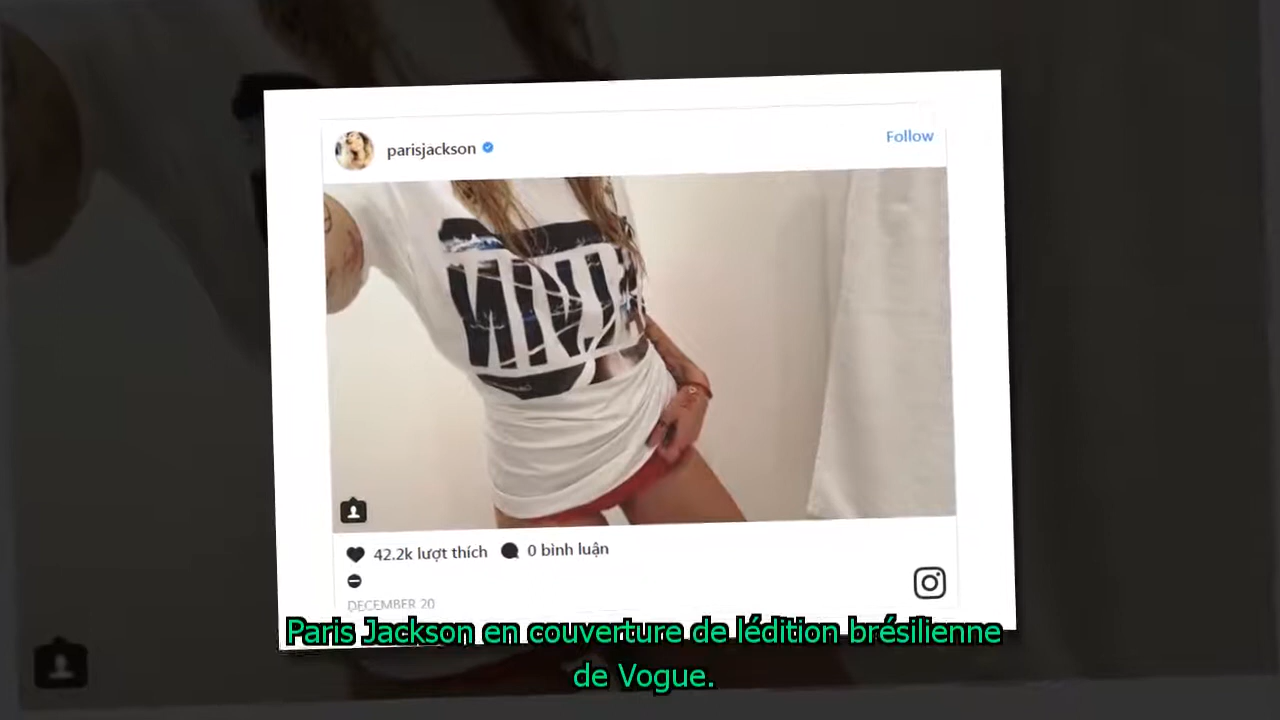 parisjackson
Follow
42.2k lượt thích 0 bình luận
DECEMBER 20
Paris Jackson en couverture de lédition brésilienne
de Vogue.